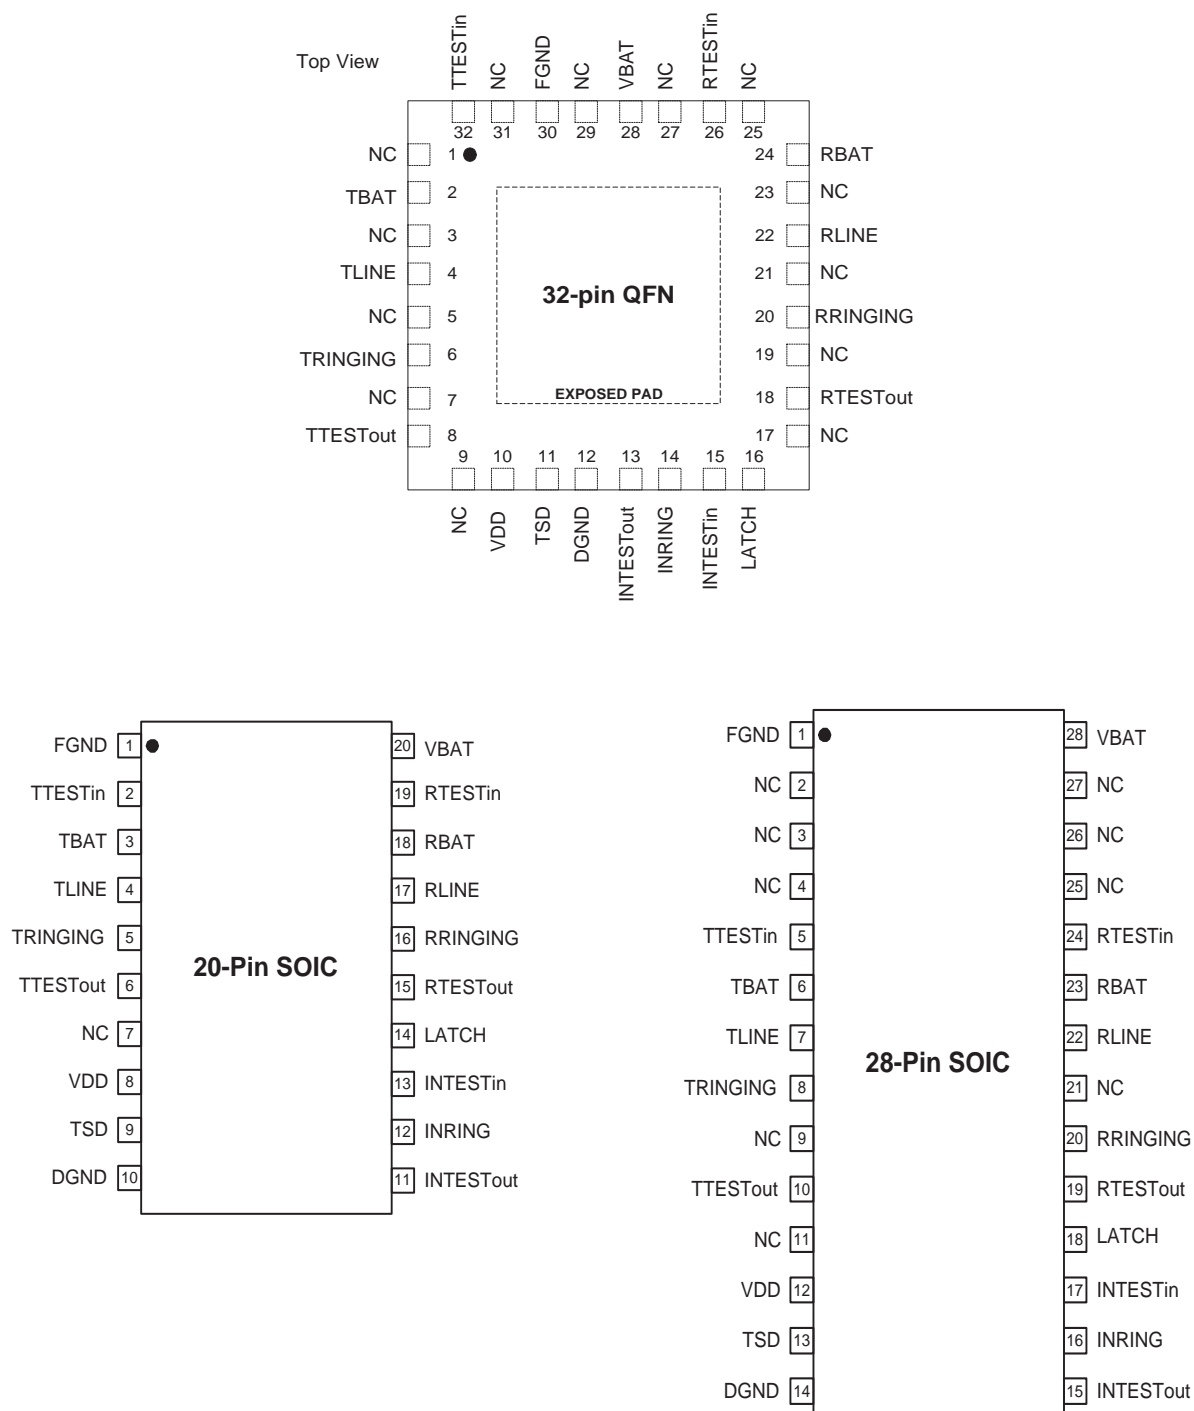 Top View
TTESTin
NC
FGND
NC
VBAT
NC
RTESTin
NC
32 31 30 29 28 27 26 25
NC 1 24 RBAT
TBAT 2 23 NC
NC 3 22 RLINE
TLINE 4 21 NC
32-pin QFN
NC 5 20 RRINGING
TRINGING 6 19 NC
EXPOSED PAD
NC 7 18 RTESTout
TTESTout 8 17 NC
9 10 11 12 13 14 15 16
NC
VDD
TSD
DGND
INTESTout
INRING
INTESTin
LATCH
FGND 1 20 VBAT
TTESTin 2 19 RTESTin
TBAT 3 18 RBAT
TLINE 4 17 RLINE
TRINGING 5 16 RRINGING
20-Pin SOIC
TTESTout 6 15 RTESTout
NC 7 14 LATCH
VDD 8 13 INTESTin
TSD 9 12 INRING
DGND 10 11 INTESTout
FGND 1 28 VBAT
NC 2 27 NC
NC 3 26 NC
NC 4 25 NC
TTESTin 5 24 RTESTin
TBAT 6 23 RBAT
TLINE 7 22 RLINE
28-Pin SOIC
TRINGING 8 21 NC
NC 9 20 RRINGING
TTESTout 10 19 RTESTout
NC 11 18 LATCH
VDD 12 17 INTESTin
TSD 13 16 INRING
DGND 14 15 INTESTout